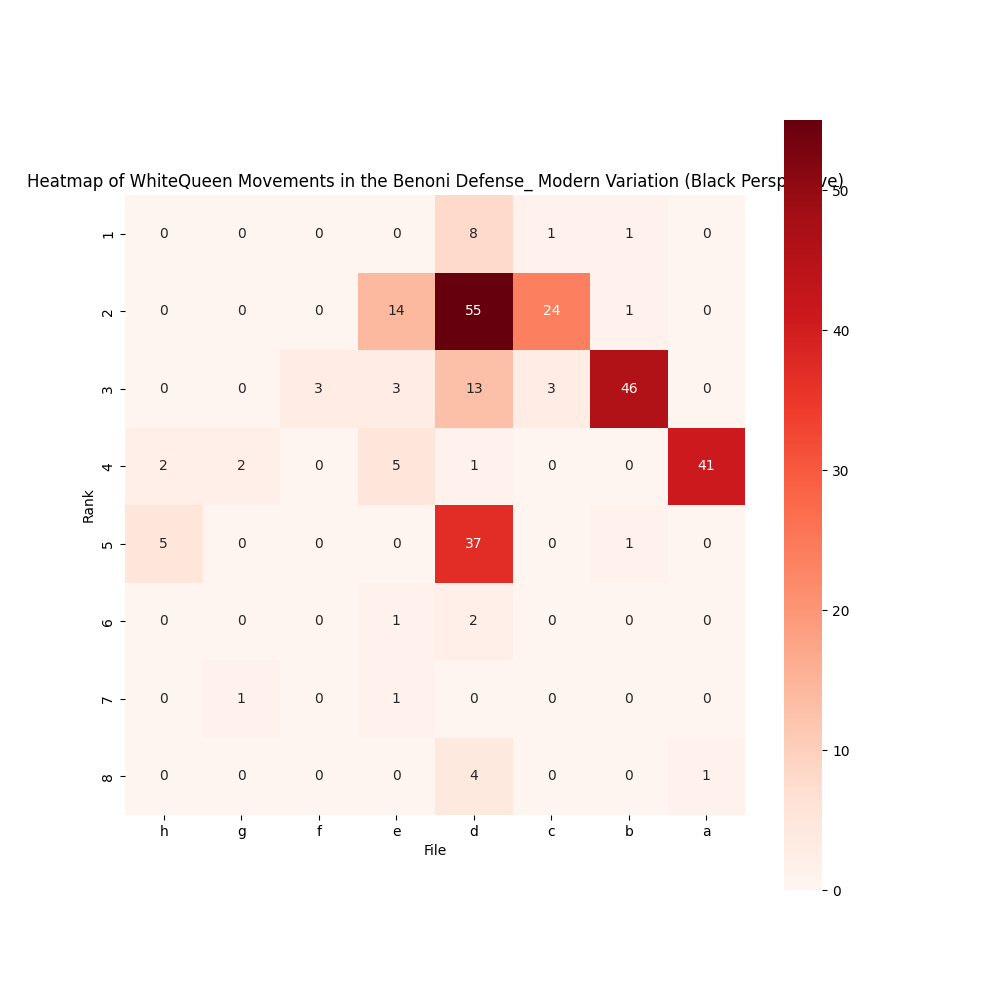 Heatmap of WhiteQueen Movements in the Benoni Defense_ Modern Variation (Black Perspective)
1 0 0 0 0 8 1 1 0
2 0 0 0 14 55 24 1 0
3 0 0 3 3 13 3 46 0
4 2 2 0 5 1 0 0 41
5 5 0 0 0 37 0 1 0
6 0 0 0 1 2 0 0 0
7 0 1 0 1 0 0 0 0
8 0 0 0 0 4 0 0 1
h g f e d c b a
File
Rank
50
40
30
20
10
0